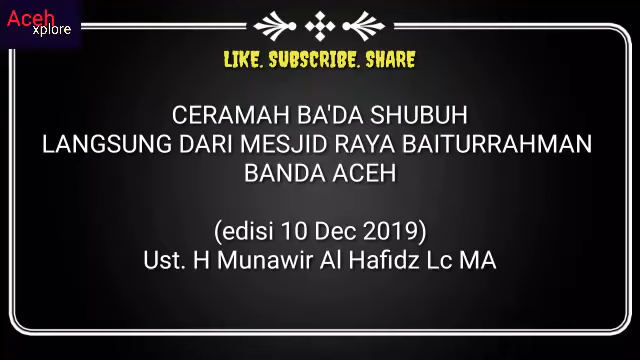 Aceh
xplore
LIKE. SUBSCRIBE. SHARE
CERAMAH BA'DA SHUBUH
LANGSUNG DARI MESJID RAYA BAITURRAHMAN
BANDA ACEH
(edisi 10 Dec 2019)
Ust. H Munawir Al Hafidz Lc MA